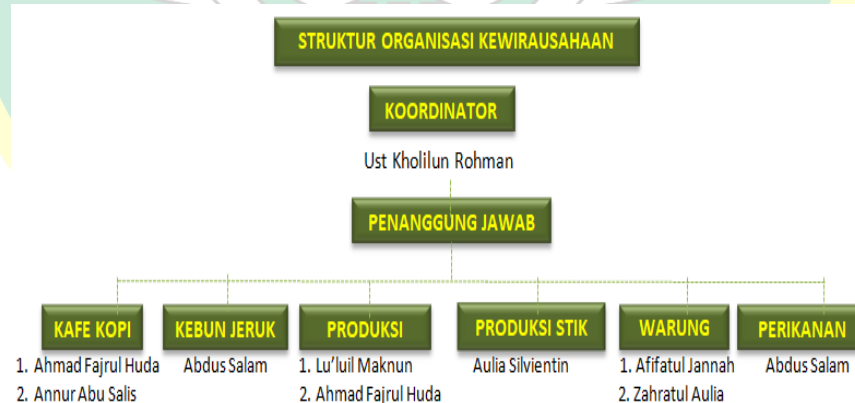 STRUKTUR ORGANISASI KEWIRAUSAHAAN
KOORDINATOR
Ust Kholilun Rohman
PENANGGUNG JAWAB
KAFE KOPI
1. Ahmad Fajrul Huda
2. Annur Abu Salis
KEBUN JERUK
Abdus Salam
PRODUKSI
1. Lu'luil Maknun
2. Ahmad Fajrul Huda
PRODUKSI STIK
Aulia Silvientin
WARUNG
1. Afifatul Jannah
2. Zahratul Aulia
PERIKANAN
Abdus Salam